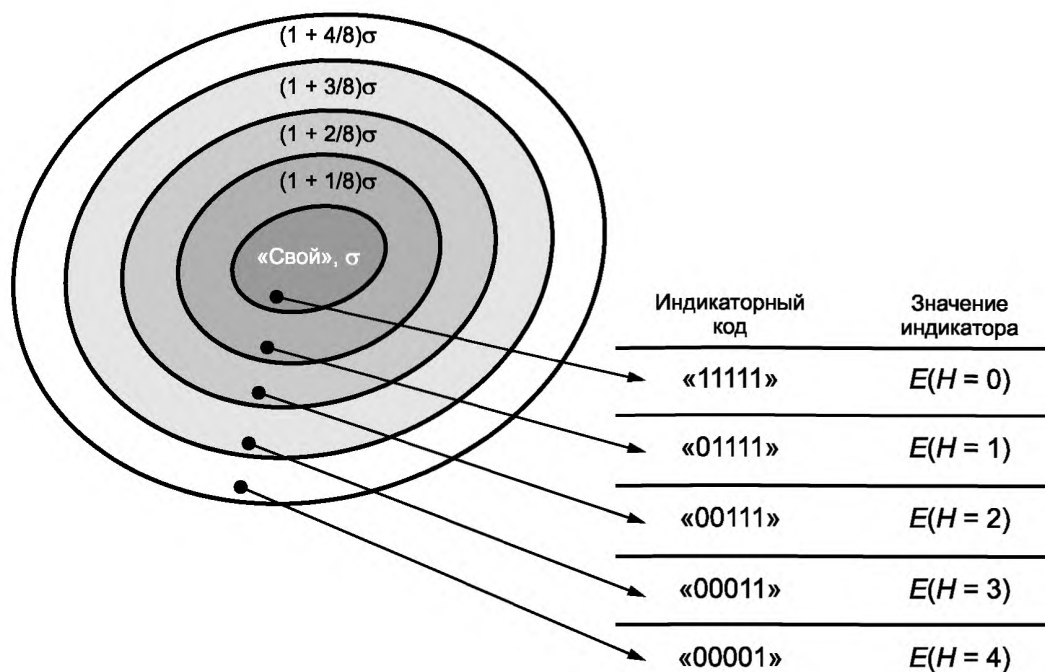 (1 + 4/8)σ
(1 + 3/8)σ
(1 + 2/8)σ
(1 + 1/8)σ
«Свой», σ
Индикаторный код
Значение индикатора
«11111» E(H = 0)
«01111» E(H = 1)
«00111» E(H = 2)
«00011» E(H = 3)
«00001» E(H = 4)